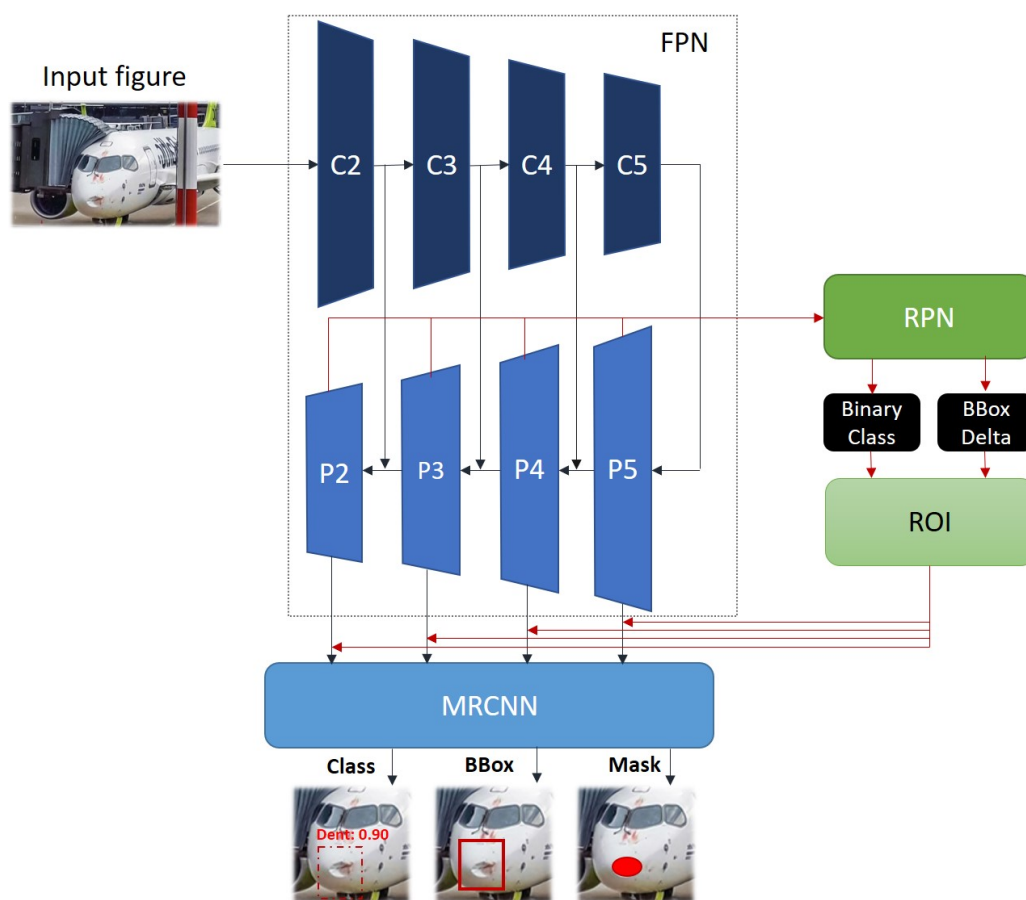 FPN
Input figure
C2
C3
C4
C5
RPN
Binary
Class
BBox
Delta
P2
P3
P4
P5
ROI
MRCNN
Class
BBox
Mask
Dent: 0.90